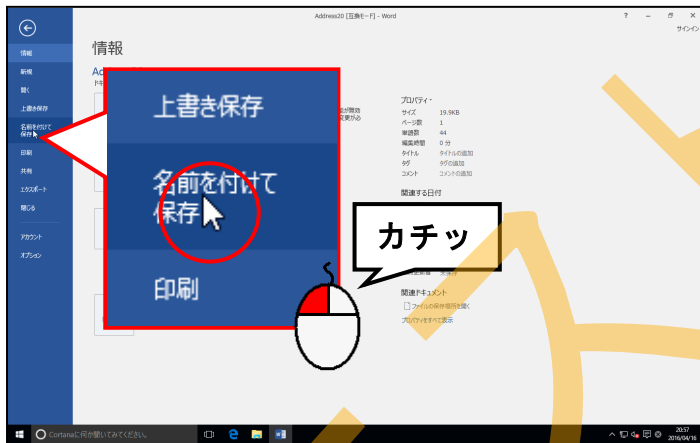 Address20 [互換モード] - Word
サインイン
情報
情報
新規
開く
上書き保存
名前を付けて
保存
印刷
共有
エクスポート
閉じる
アカウント
オプション
上書き保存
名前を付けて
保存
印刷
カチッ
プロパティ
サイズ 19.9KB
ページ数 1
単語数 44
編集時間 0 分
タイトル タイトルの追加
タグ タグの追加
コメント コメントの追加
関連する日付
関連ドキュメント
ファイルの保存場所を開く
プロパティをすべて表示
Cortanaに何か聞いてみてください。
20:57
2016/04/16